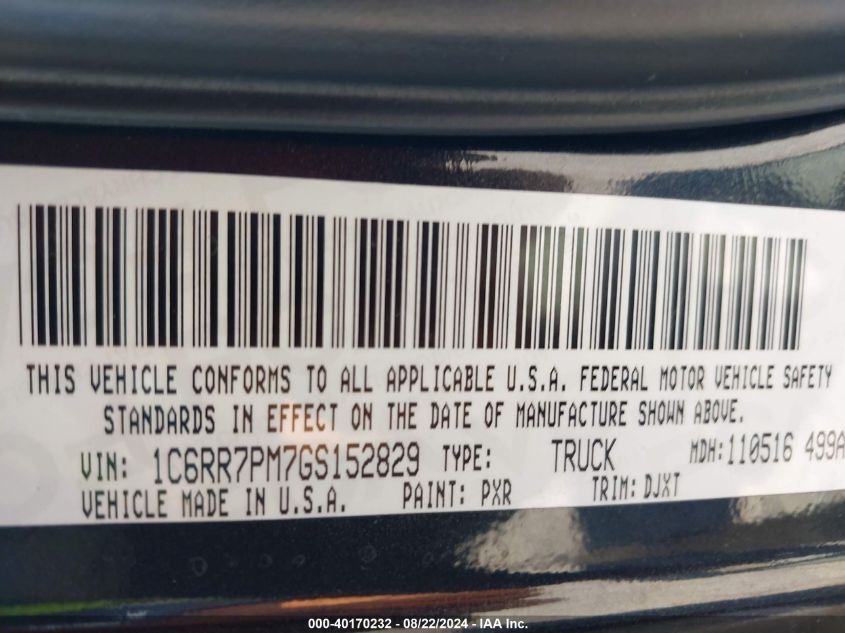 THIS VEHICLE CONFORMS TO ALL APPLICABLE U.S.A. FEDERAL MOTOR VEHICLE SAFETY
STANDARDS IN EFFECT ON THE DATE OF MANUFACTURE SHOWN ABOVE.
VIN: 1C6RR7PM7GS152829 TYPE: TRUCK MDH:110516 499A
VEHICLE MADE IN U.S.A. PAINT: PXR TRIM: DJXT
000-40170232 - 08/22/2024 - IAA Inc.